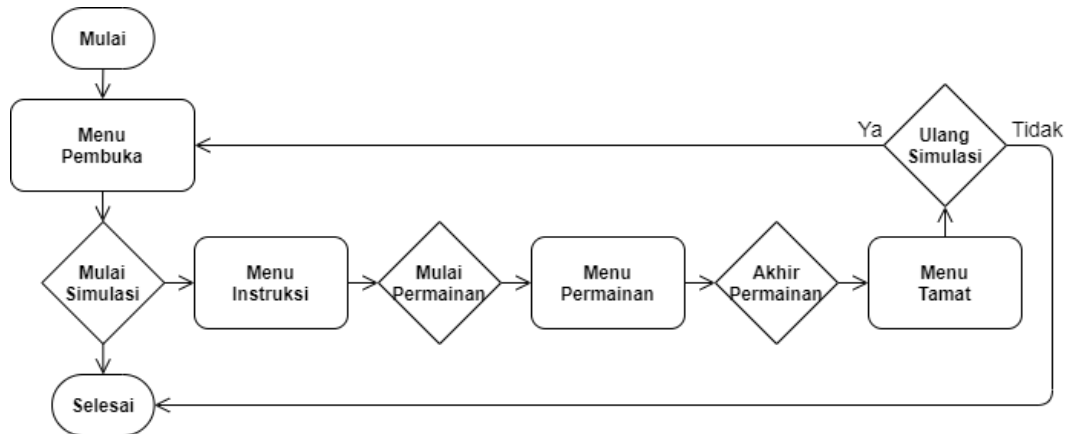 Mulai
Menu
Pembuka
Ya
Ulang
Simulasi
Tidak
Mulai
Simulasi
Menu
Instruksi
Mulai
Permainan
Menu
Permainan
Akhir
Permainan
Menu
Tamat
Selesai